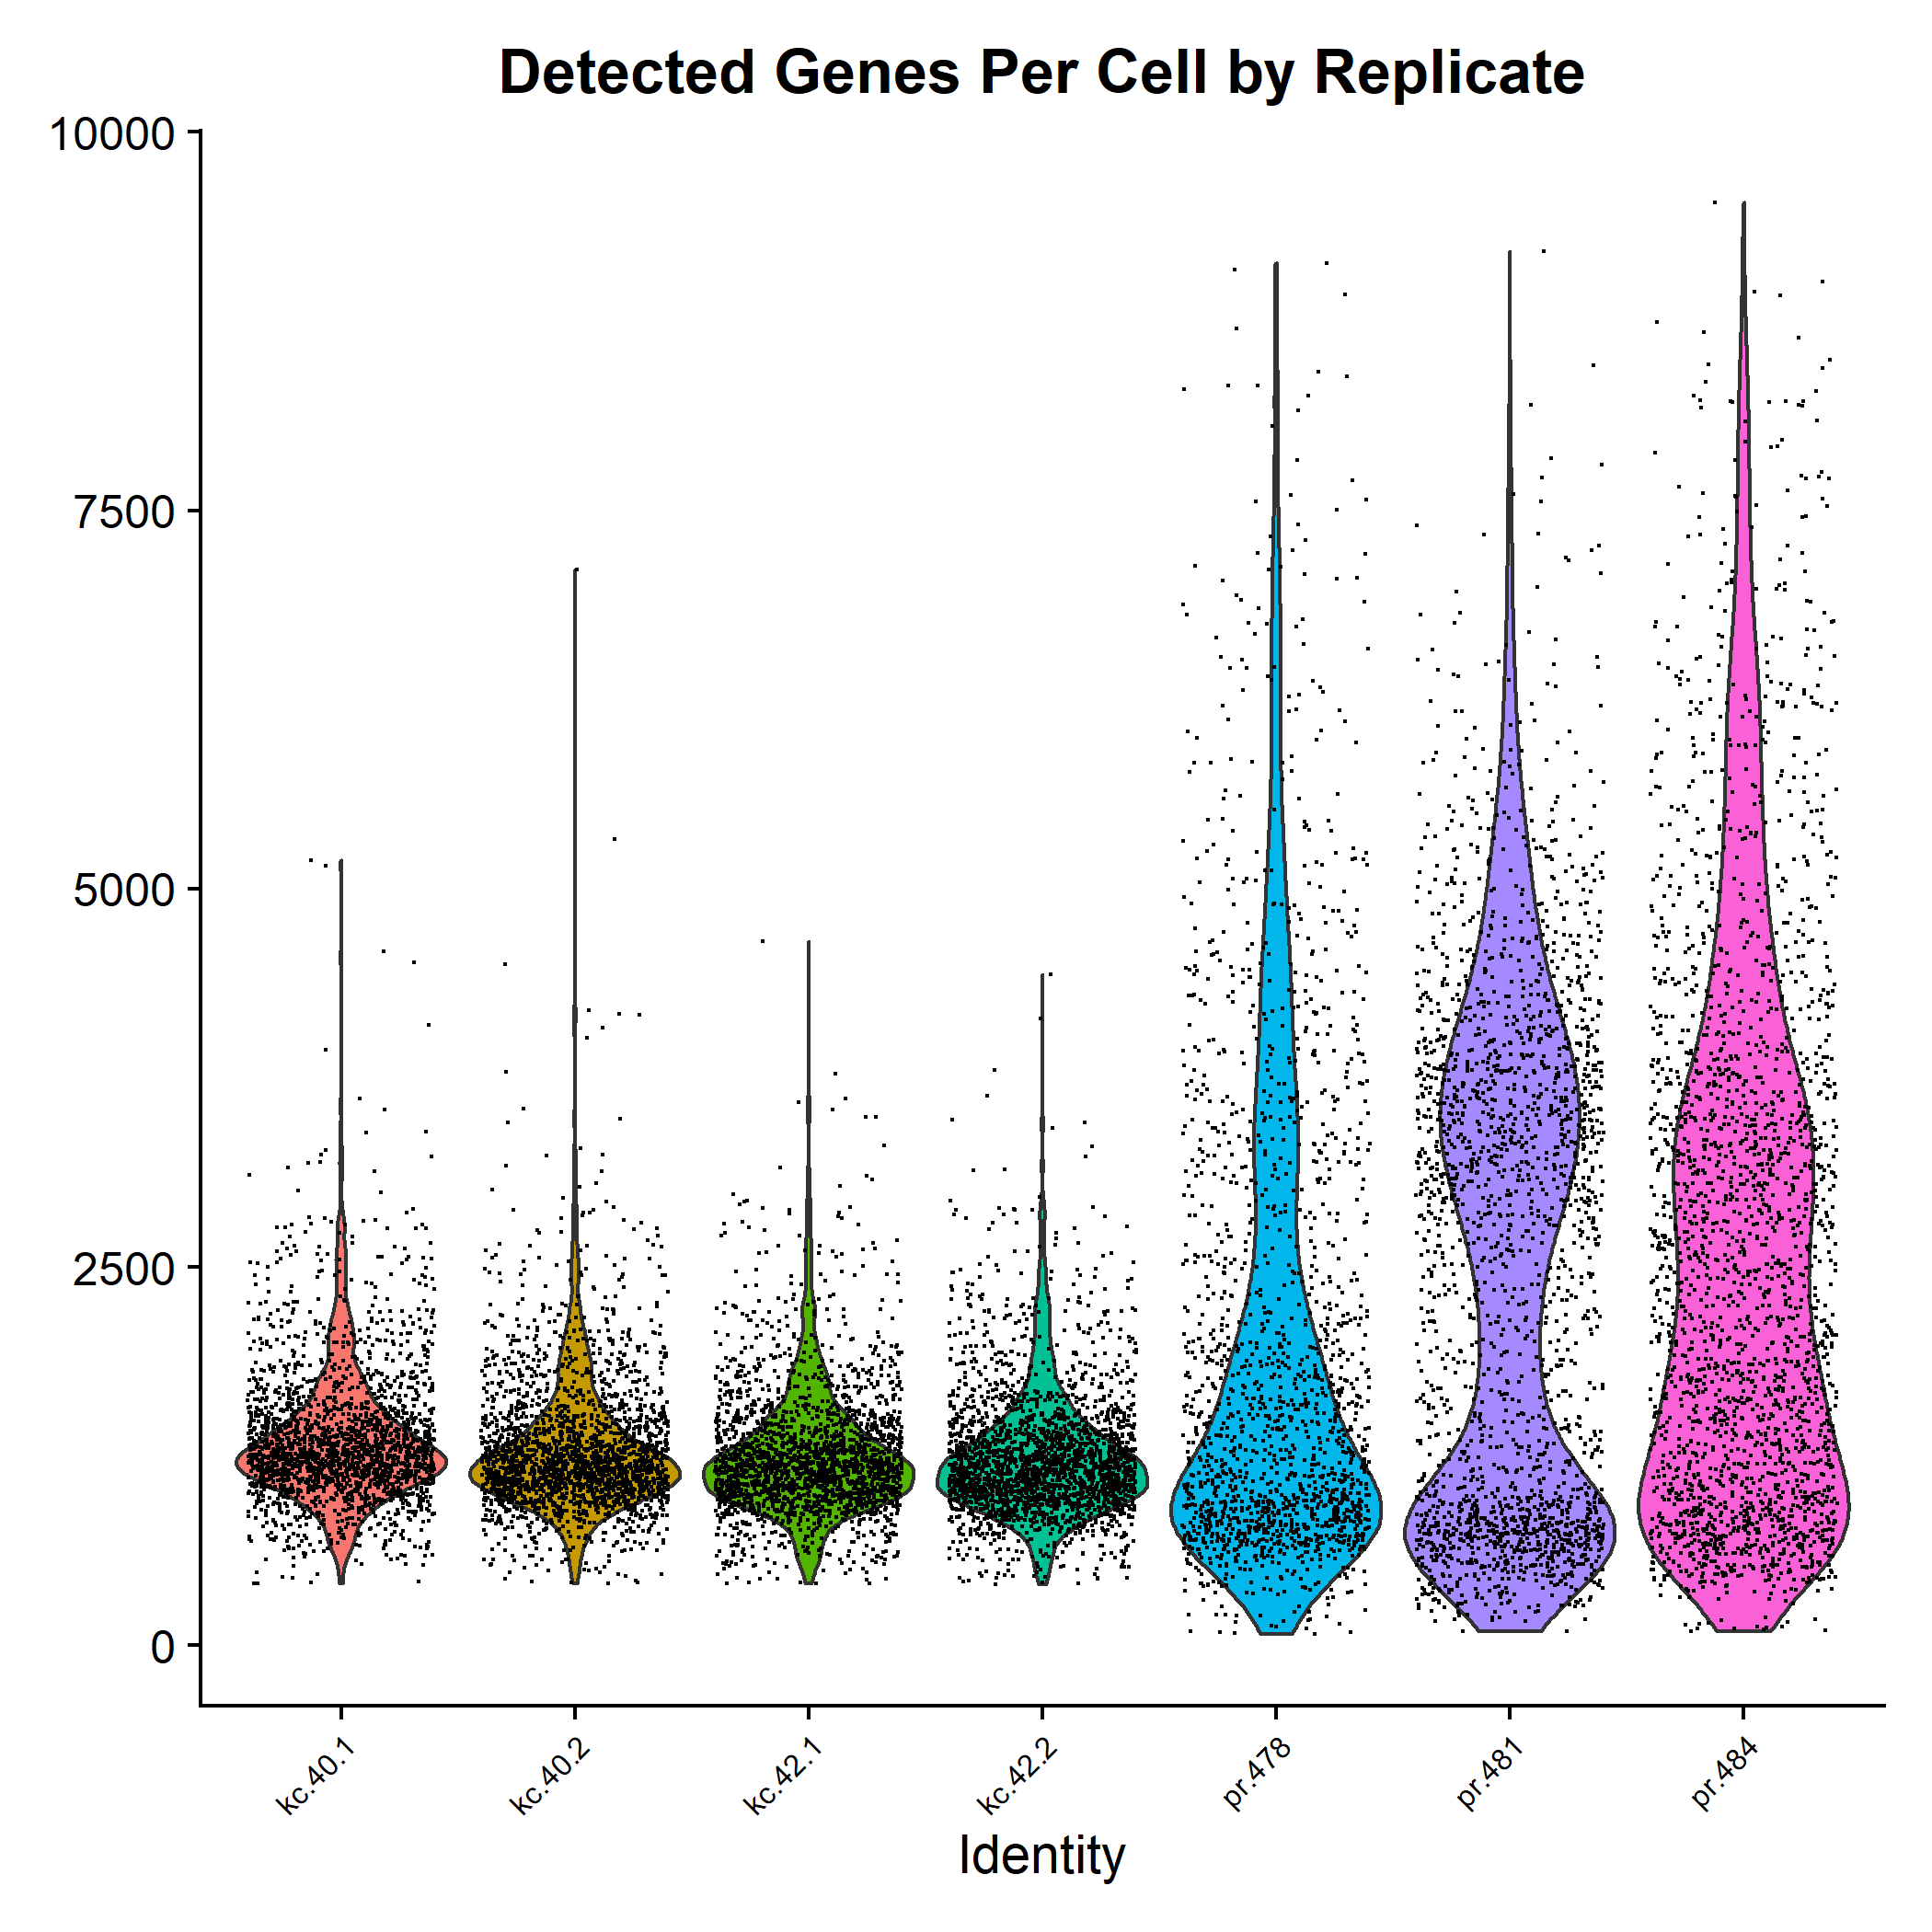 Detected Genes Per Cell by Replicate
10000
7500
5000
2500
0
kc.40.1
kc.40.2
kc.42.1
kc.42.2
pr.478
pr.481
pr.484
Identity